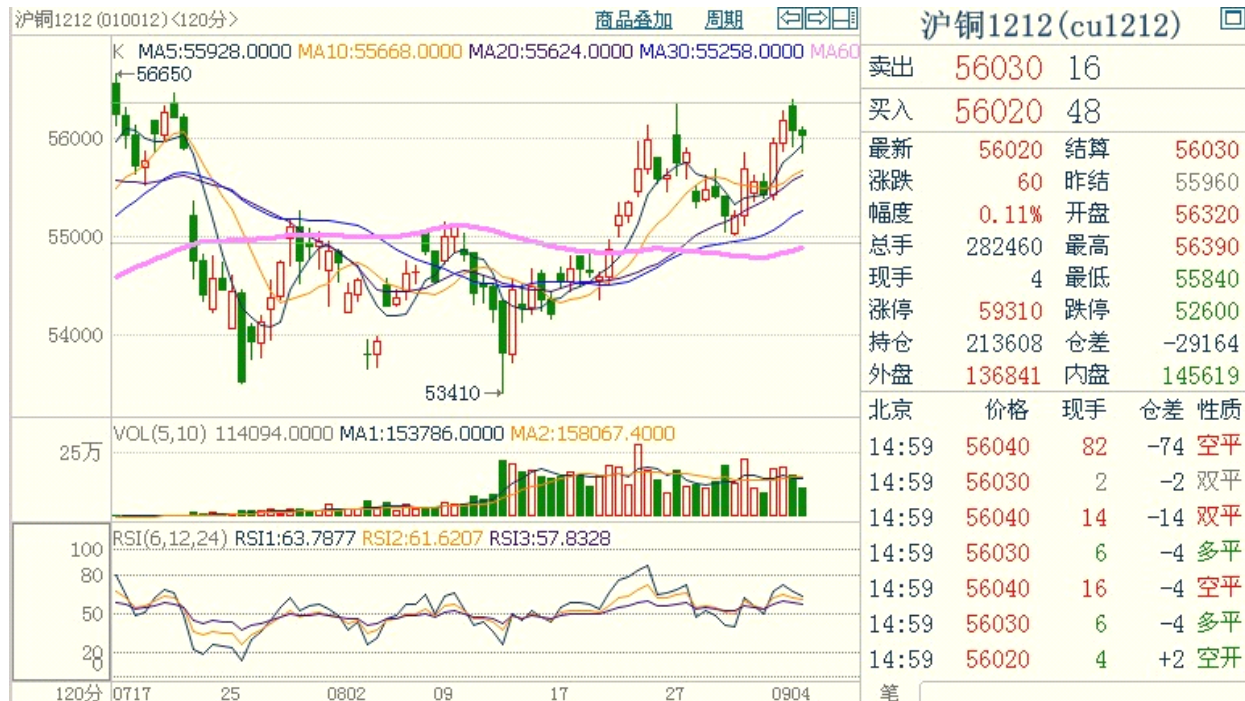 沪铜1212 (010012)<120分>
商品叠加 周期
K MA5:55928.0000 MA10:55668.0000 MA20:55624.0000 MA30:55258.0000 MA60
56650
56000
55000
54000
53410
VOL(5,10) 114094.0000 MA1:153786.0000 MA2:158067.4000
25万
RSI(6,12,24) RSI1:63.7877 RSI2:61.6207 RSI3:57.8328
100
80
50
20
0
120分 0717 25 0802 09 17 27 0904
沪铜1212(cu1212)
卖出 56030 16
买入 56020 48
最新 56020 结算 56030
涨跌 60 昨结 55960
幅度 0.11% 开盘 56320
总手 282460 最高 56390
现手 4 最低 55840
涨停 59310 跌停 52600
持仓 213608 仓差 -29164
外盘 136841 内盘 145619
北京 价格 现手 仓差 性质
14:59 56040 82 -74 空平
14:59 56030 2 -2 双平
14:59 56040 14 -14 双平
14:59 56030 6 -4 多平
14:59 56040 16 -4 空平
14:59 56030 6 -4 多平
14:59 56020 4 +2 空开
笔